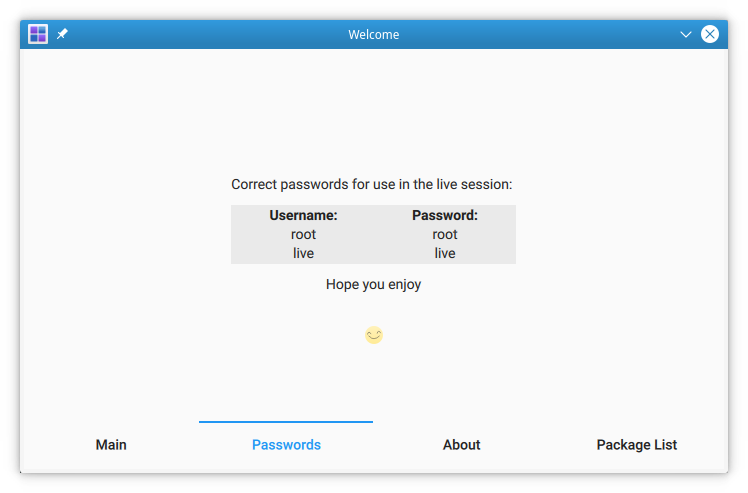 Welcome
Correct passwords for use in the live session:
Username: Password:
root root
live live
Hope you enjoy
Main Passwords About Package List